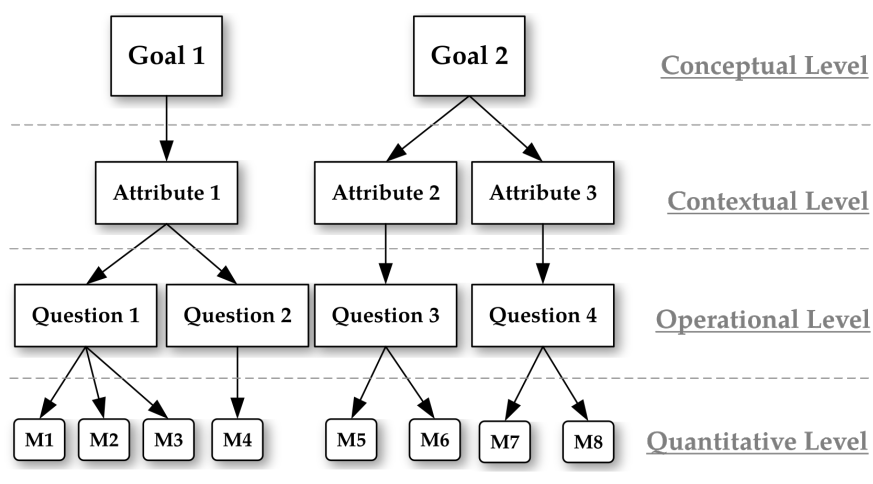 Goal 1
Goal 2
Conceptual Level
Attribute 1
Attribute 2
Attribute 3
Contextual Level
Question 1
Question 2
Question 3
Question 4
Operational Level
M1
M2
M3
M4
M5
M6
M7
M8
Quantitative Level